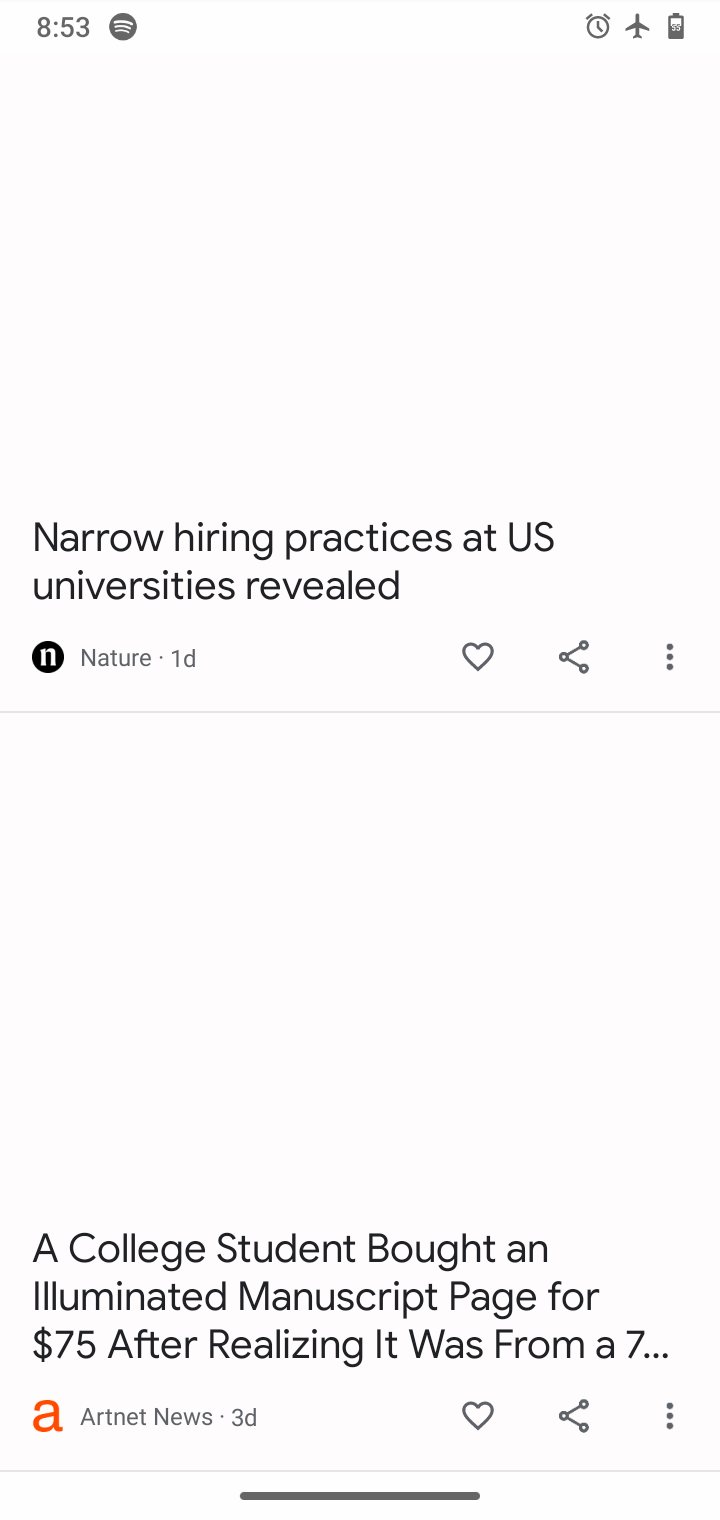 8:53
Narrow hiring practices at US
universities revealed
n Nature · 1d
A College Student Bought an
Illuminated Manuscript Page for
$75 After Realizing It Was From a 7...
a Artnet News · 3d